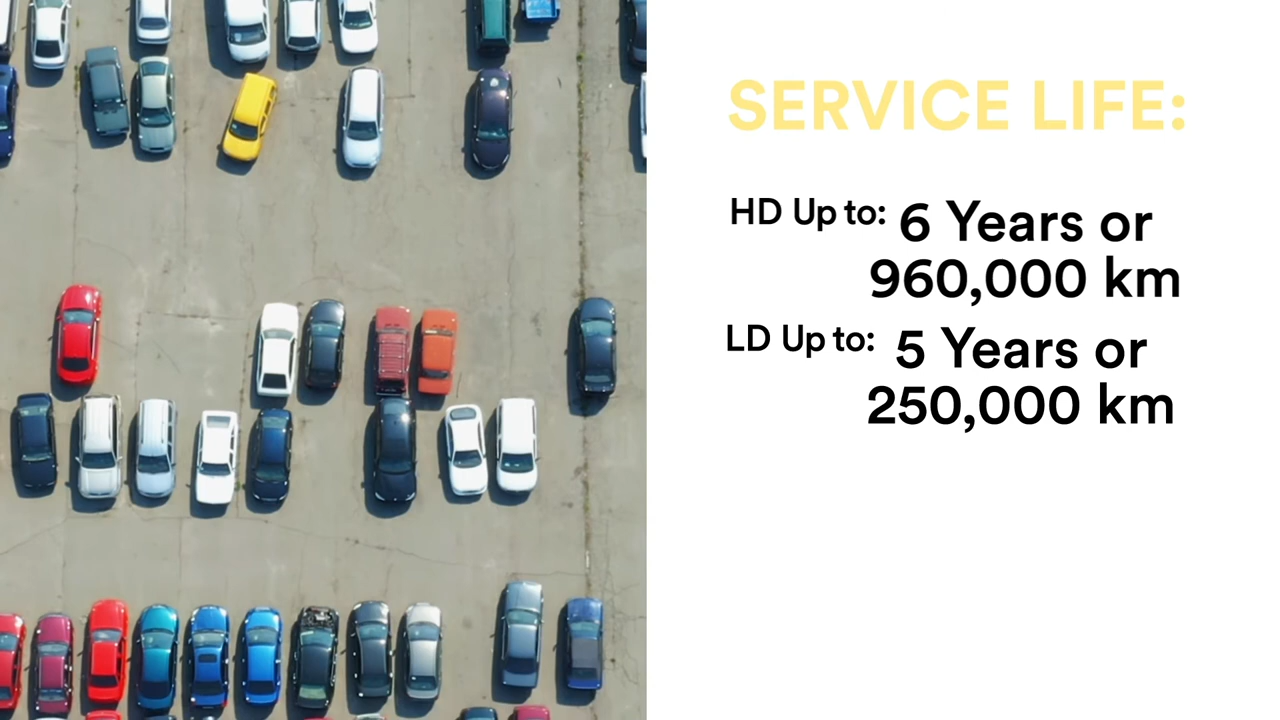 SERVICE LIFE:
HD Up to: 6 Years or
960,000 km
LD Up to: 5 Years or
250,000 km